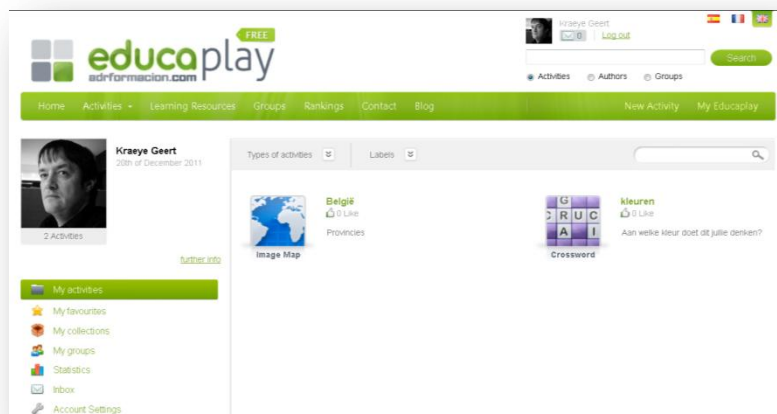 FREE
educaplay
adrformacion.com
Kraeye Geert
0 Log out
Search
Activities Authors Groups
Home Activities Learning Resources Groups Rankings Contact Blog New Activity My Educaplay
Kraeye Geert
28th of December 2011
2 Activities
further info
Types of activities Labels
België
0 Like
Provincies
Image Map
G
C R U C
A I
Crossword
kleuren
0 Like
Aan welke kleur doet dit jullie denken?
My activities
My favourites
My collections
My groups
Statistics
Inbox
Account Settings